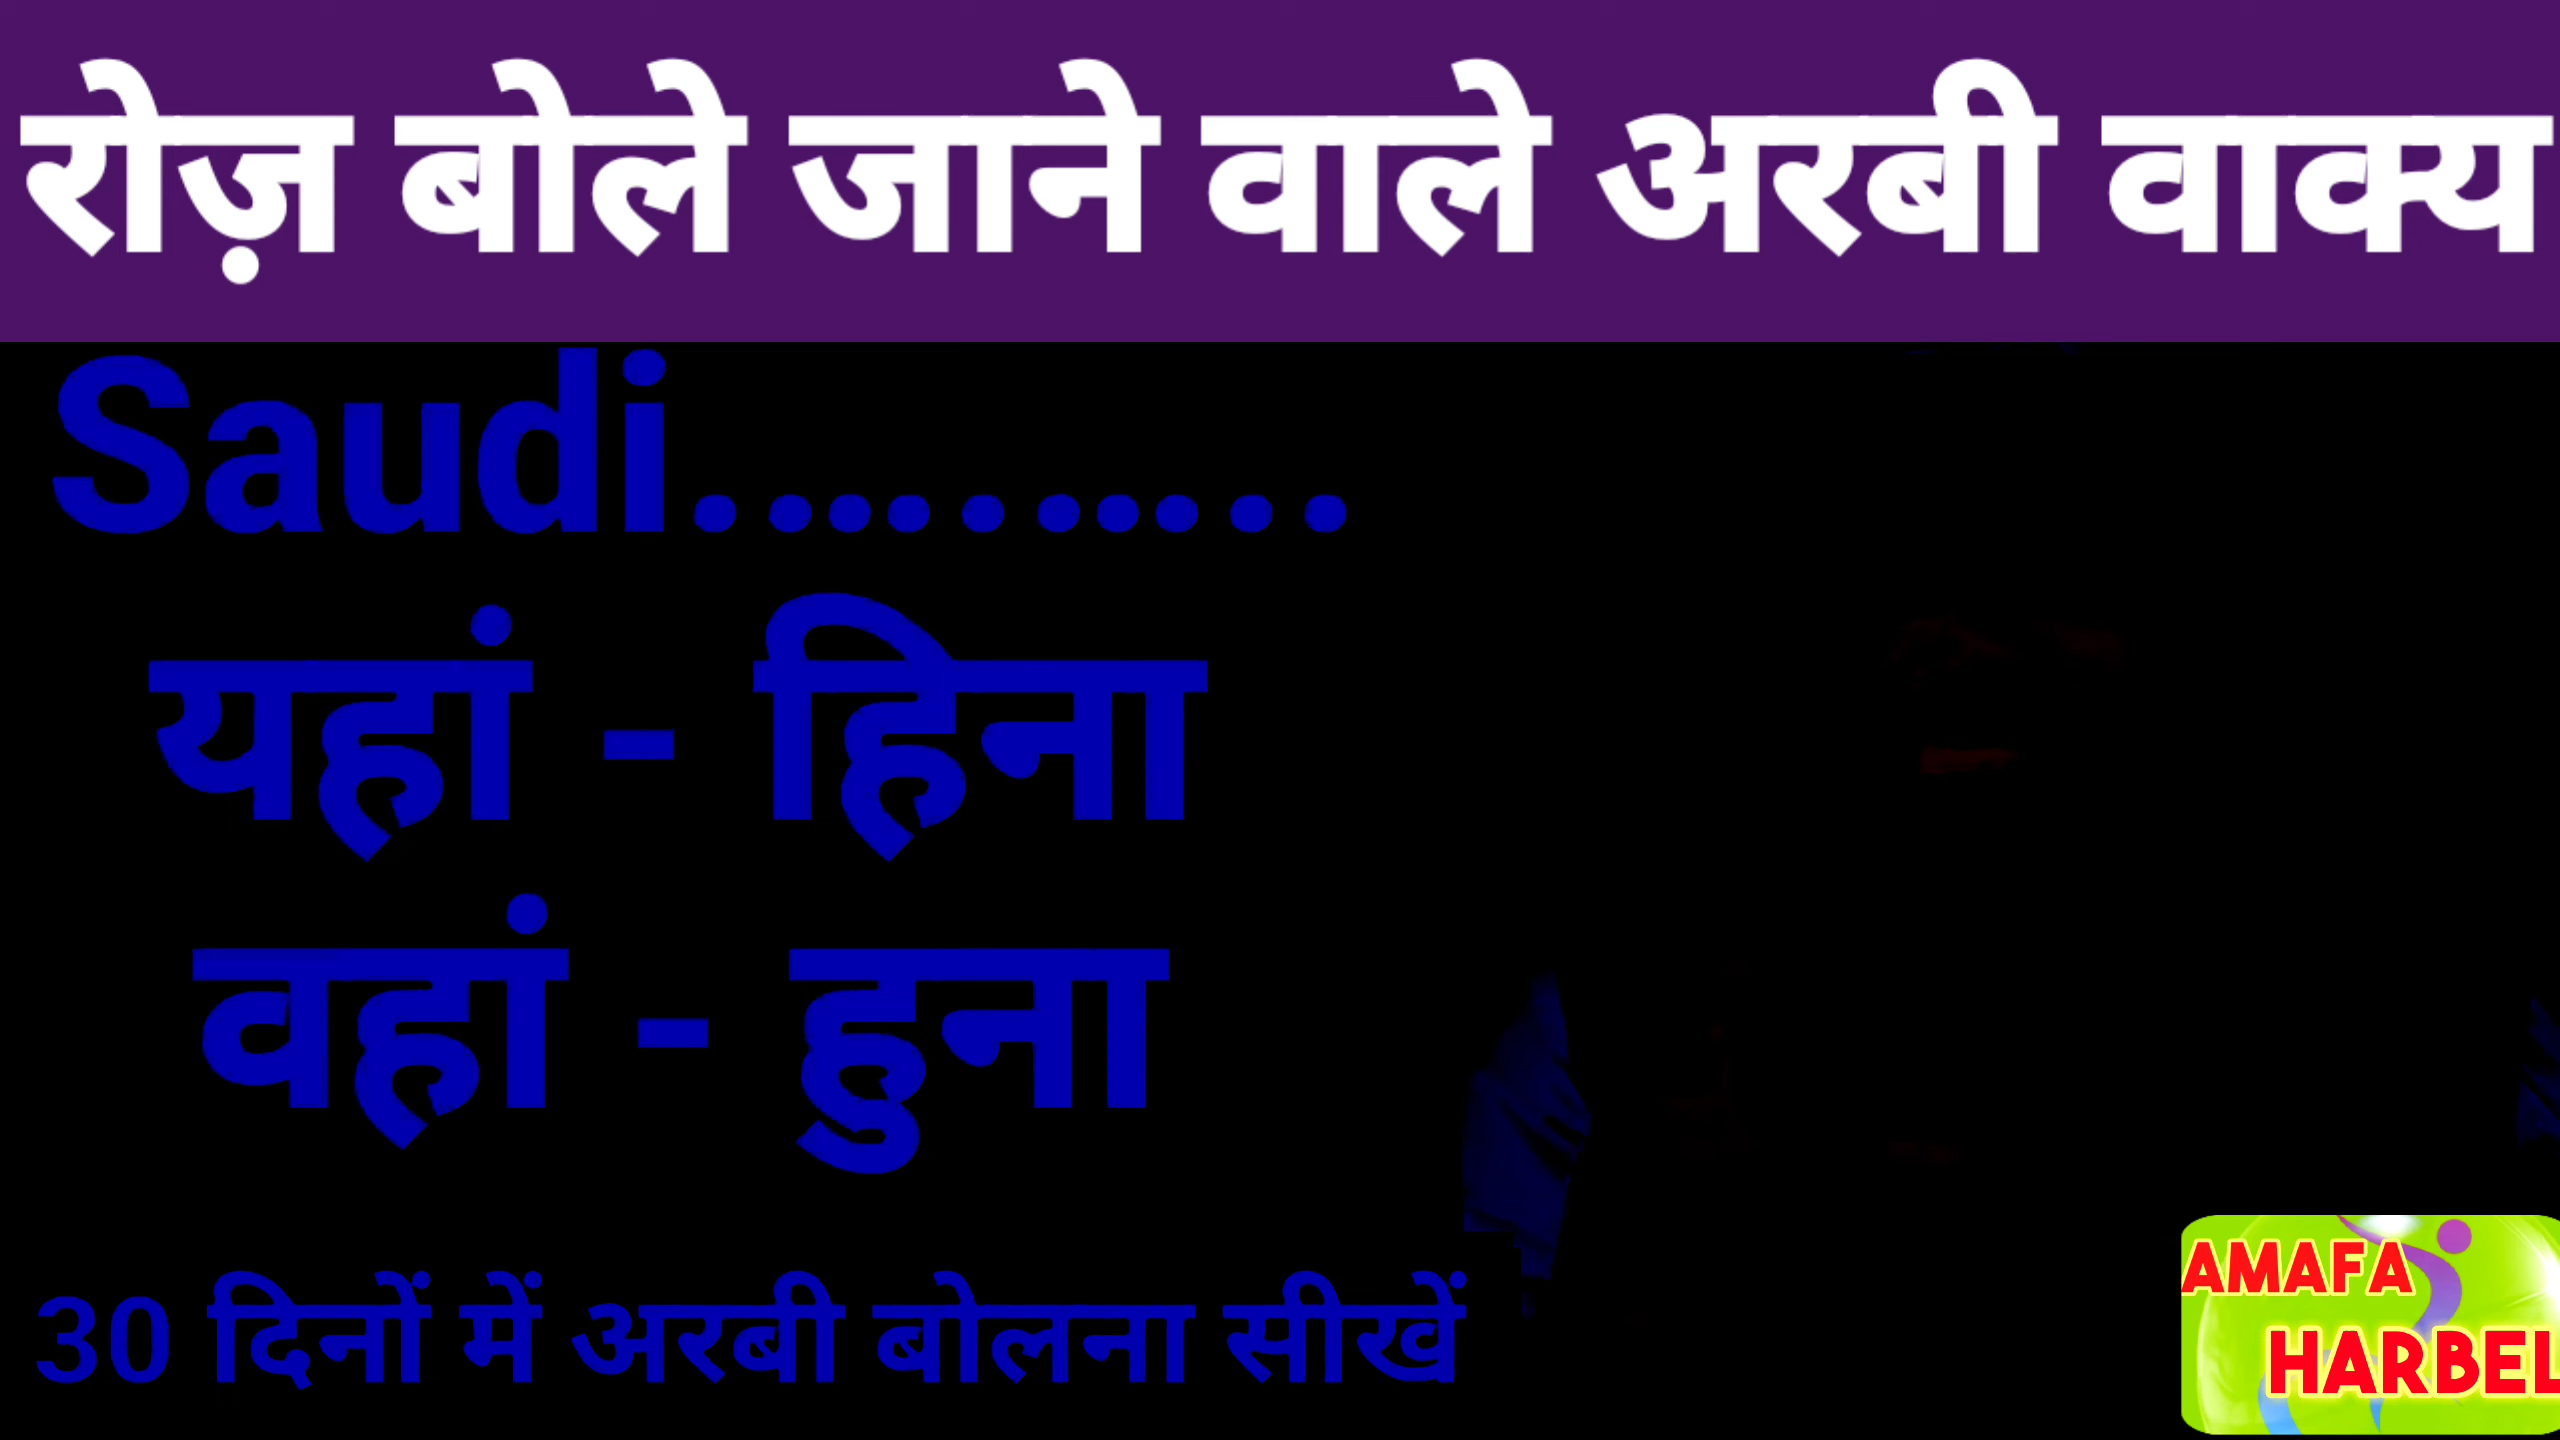 रोज़ बोले जाने वाले अरबी वाक्य
Saudi..........
यहां - हिना
वहां - हुना
30 दिनों में अरबी बोलना सीखें
AMAFA
HARBEL